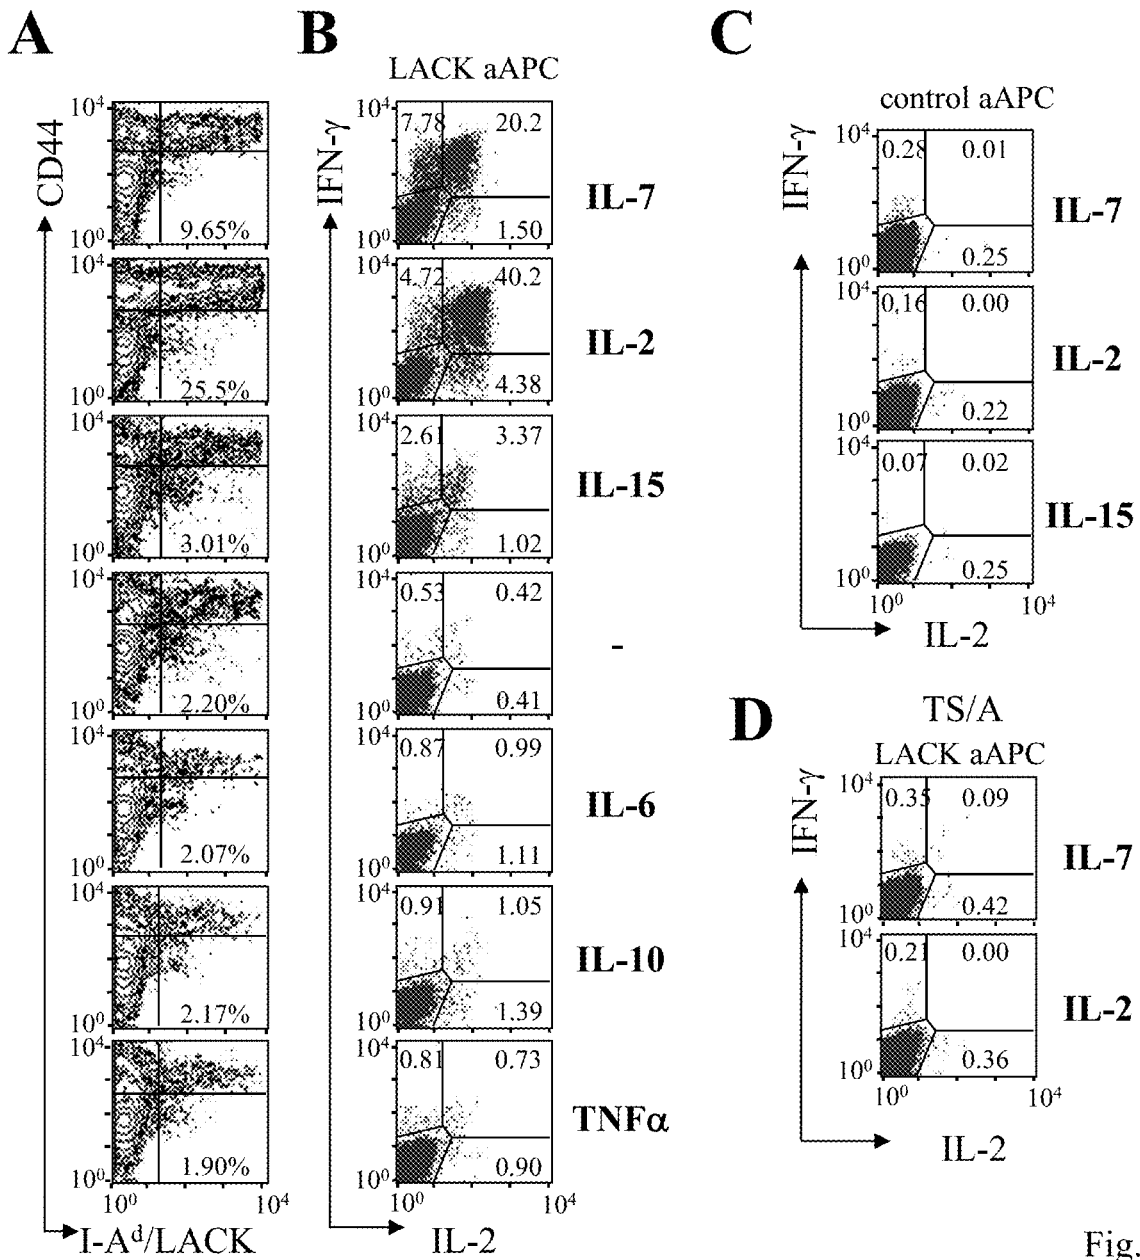 A
CD44
10⁴
10⁰
9.65%
10⁴
10⁰
25.5%
10⁴
10⁰
3.01%
10⁴
10⁰
2.20%
10⁴
10⁰
2.07%
10⁴
10⁰
2.17%
10⁴
10⁰
1.90%
10⁰ 10⁴
I-Aᵈ/LACK
B
LACK aAPC
IFN-γ
10⁴
7.78 20.2
IL-7
10⁰
1.50
10⁴
4.72 40.2
IL-2
10⁰
4.38
10⁴
2.61 3.37
IL-15
10⁰
1.02
10⁴
0.53 0.42
-
10⁰
0.41
10⁴
0.87 0.99
IL-6
10⁰
1.11
10⁴
0.91 1.05
IL-10
10⁰
1.39
10⁴
0.81 0.73
TNFα
10⁰
0.90
10⁰ 10⁴
IL-2
C
control aAPC
IFN-γ
10⁴
0.28 0.01
IL-7
10⁰
0.25
10⁴
0.16 0.00
IL-2
10⁰
0.22
10⁴
0.07 0.02
IL-15
10⁰
0.25
10⁰ 10⁴
IL-2
D
TS/A
LACK aAPC
IFN-γ
10⁴
0.35 0.09
IL-7
10⁰
0.42
10⁴
0.21 0.00
IL-2
10⁰
0.36
10⁰ 10⁴
IL-2
Fig.